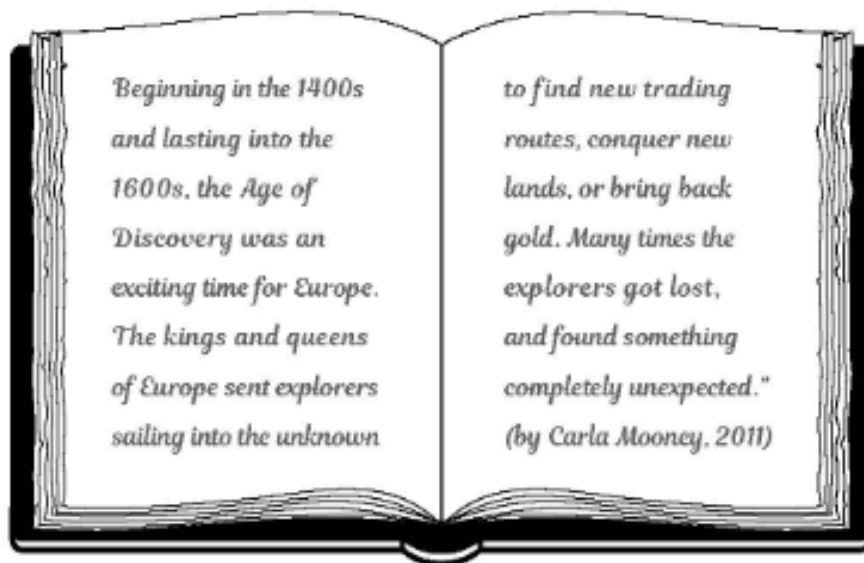 Beginning in the 1400s
and lasting into the
1600s, the Age of
Discovery was an
exciting time for Europe.
The kings and queens
of Europe sent explorers
sailing into the unknown
to find new trading
routes, conquer new
lands, or bring back
gold. Many times the
explorers got lost,
and found something
completely unexpected."
(by Carla Mooney, 2011)